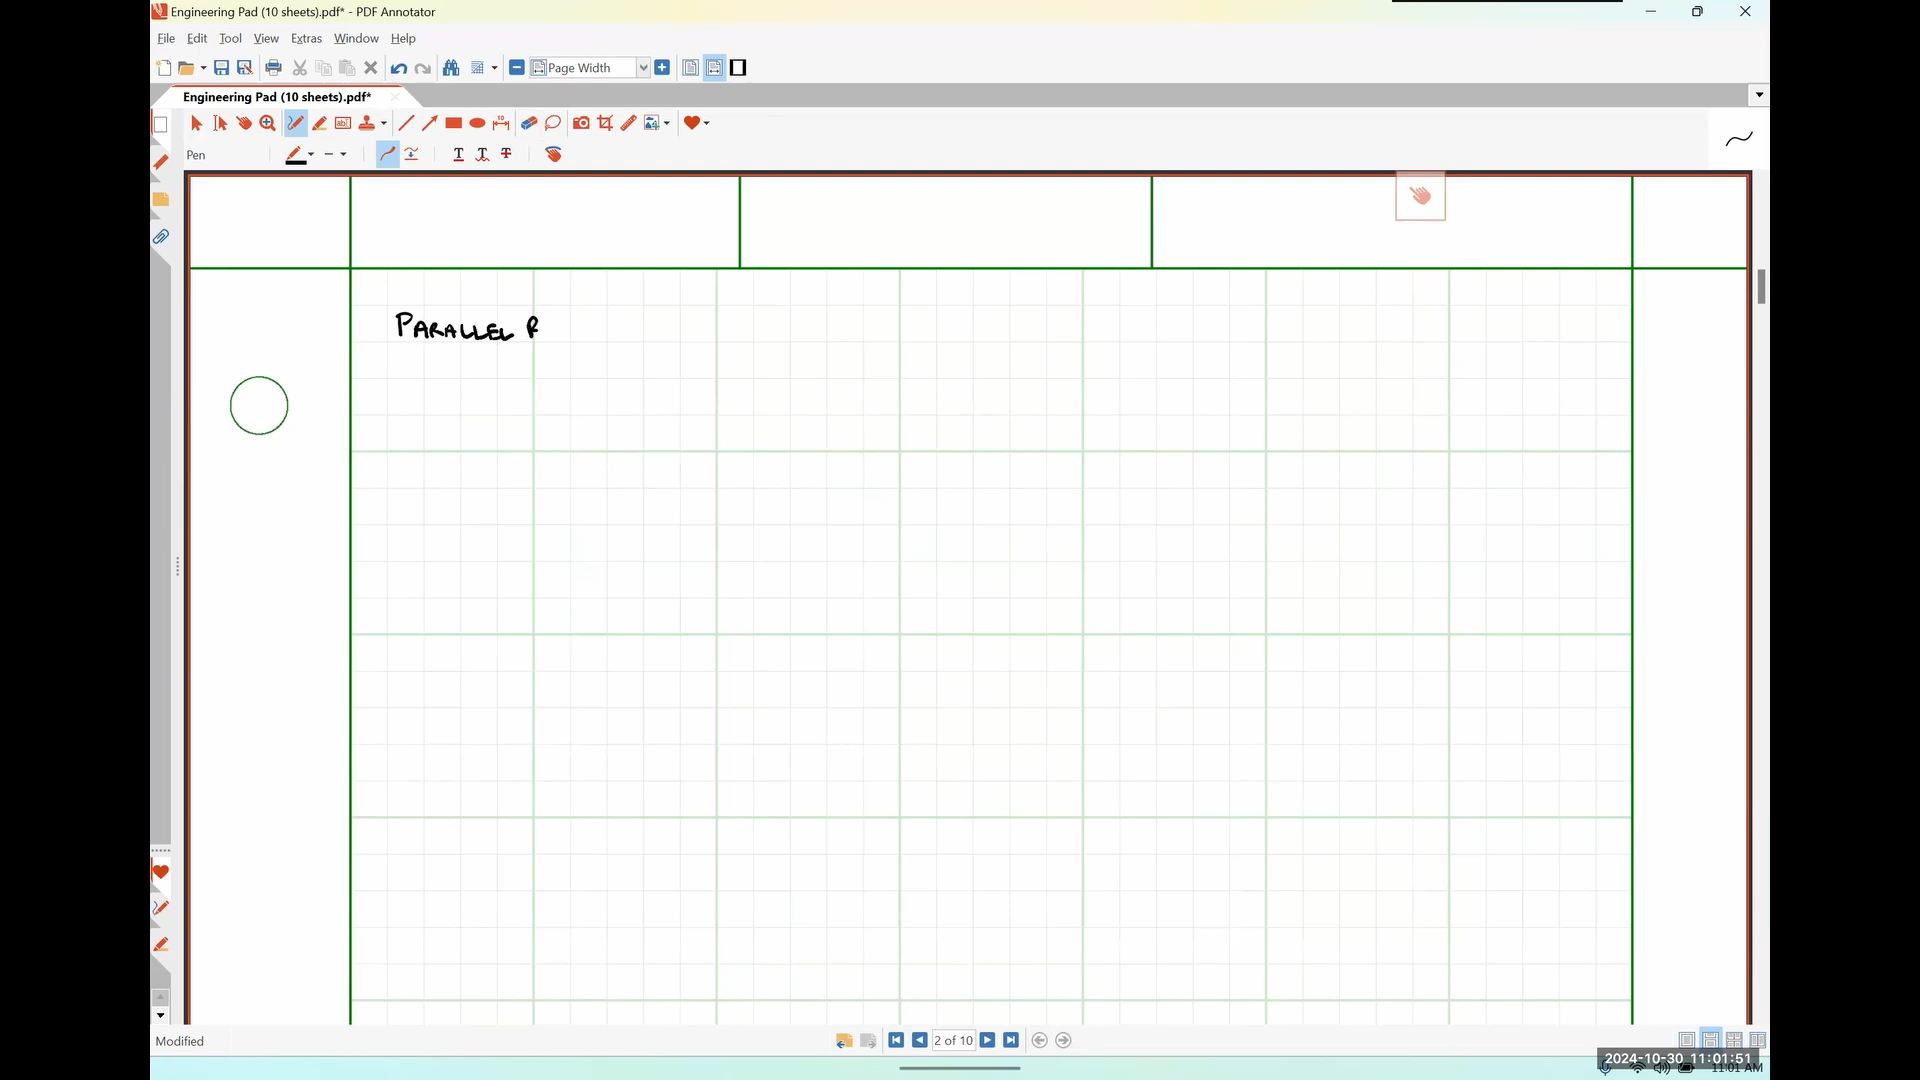 Engineering Pad (10 sheets).pdf* - PDF Annotator
File Edit Tool View Extras Window Help
Page Width
Engineering Pad (10 sheets).pdf*
Pen
PARALLEL R
Modified
2 of 10
2024-10-30 11:01:51
11:01 AM